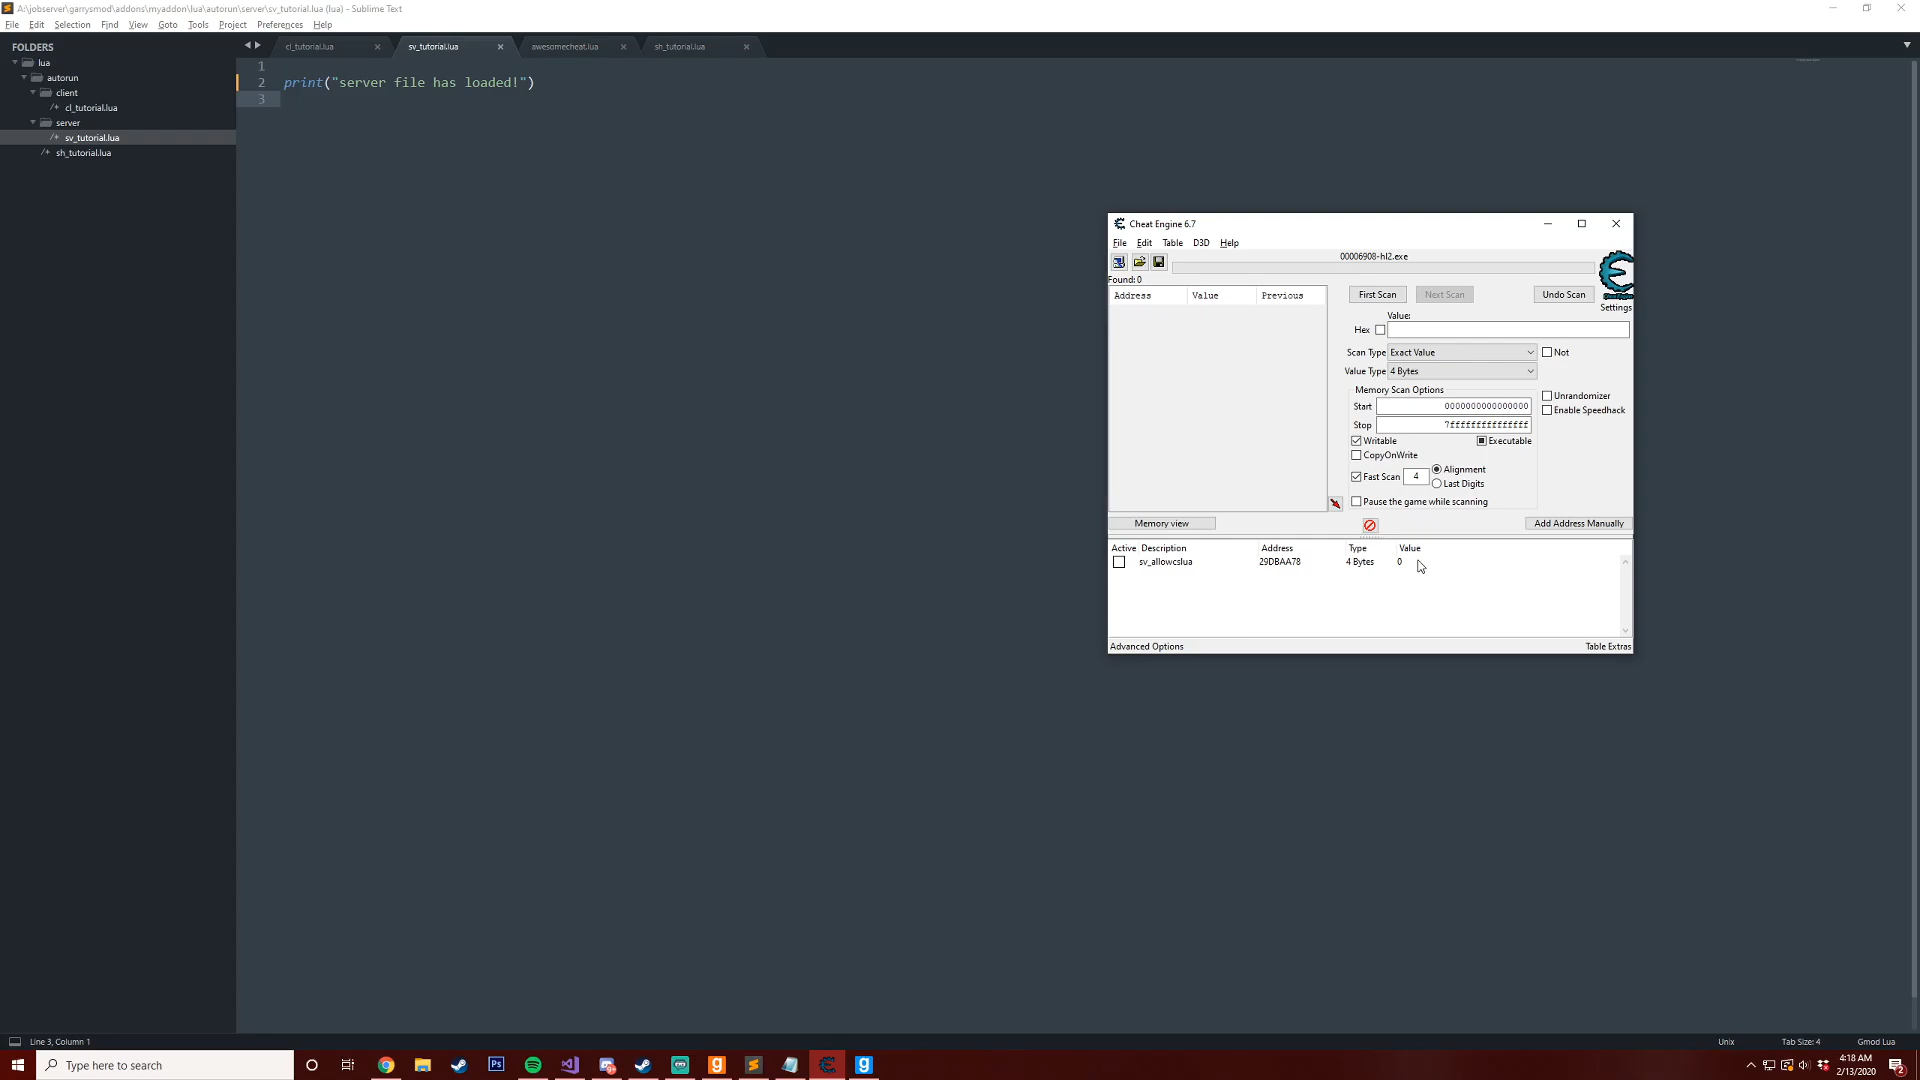 A:\jobserver\garrysmod\addons\myaddon\lua\autorun\server\sv_tutorial.lua (lua) - Sublime Text
File Edit Selection Find View Goto Tools Project Preferences Help
FOLDERS
lua
autorun
client
cl_tutorial.lua
server
sv_tutorial.lua
sh_tutorial.lua
cl_tutorial.lua sv_tutorial.lua awesomecheat.lua sh_tutorial.lua
1
2 print("server file has loaded!")
3
Cheat Engine 6.7
File Edit Table D3D Help
00006908-hl2.exe
Found: 0
Address Value Previous
First Scan Next Scan Undo Scan
Settings
Value:
Hex
Scan Type Exact Value Not
Value Type 4 Bytes
Memory Scan Options
Unrandomizer
Start 0000000000000000
Enable Speedhack
Stop 7fffffffffffffff
Writable Executable
CopyOnWrite
Fast Scan 4 Alignment
Last Digits
Pause the game while scanning
Memory view Add Address Manually
Active Description Address Type Value
sv_allowcslua 29DBAA78 4 Bytes 0
Advanced Options Table Extras
Line 3, Column 1 Unix Tab Size: 4 Gmod Lua
Type here to search
4:18 AM
2/13/2020
2